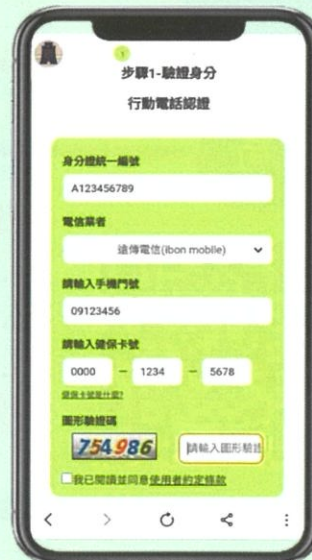 1
步驟1-驗證身分
行動電話認證
身分證統一編號
A123456789
電信業者
遠傳電信(ibon mobile)
請輸入手機門號
09123456
請輸入健保卡號
0000 - 1234 - 5678
健保卡號是什麼?
圖形驗證碼
754986 請輸入圖形驗證
我已閱讀並同意使用者約定條款